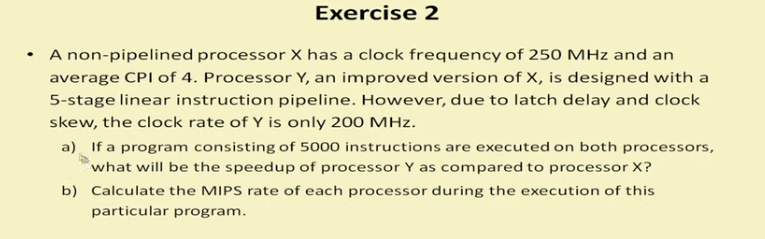 Exercise 2
• A non-pipelined processor X has a clock frequency of 250 MHz and an
average CPI of 4. Processor Y, an improved version of X, is designed with a
5-stage linear instruction pipeline. However, due to latch delay and clock
skew, the clock rate of Y is only 200 MHz.
a) If a program consisting of 5000 instructions are executed on both processors,
what will be the speedup of processor Y as compared to processor X?
b) Calculate the MIPS rate of each processor during the execution of this
particular program.